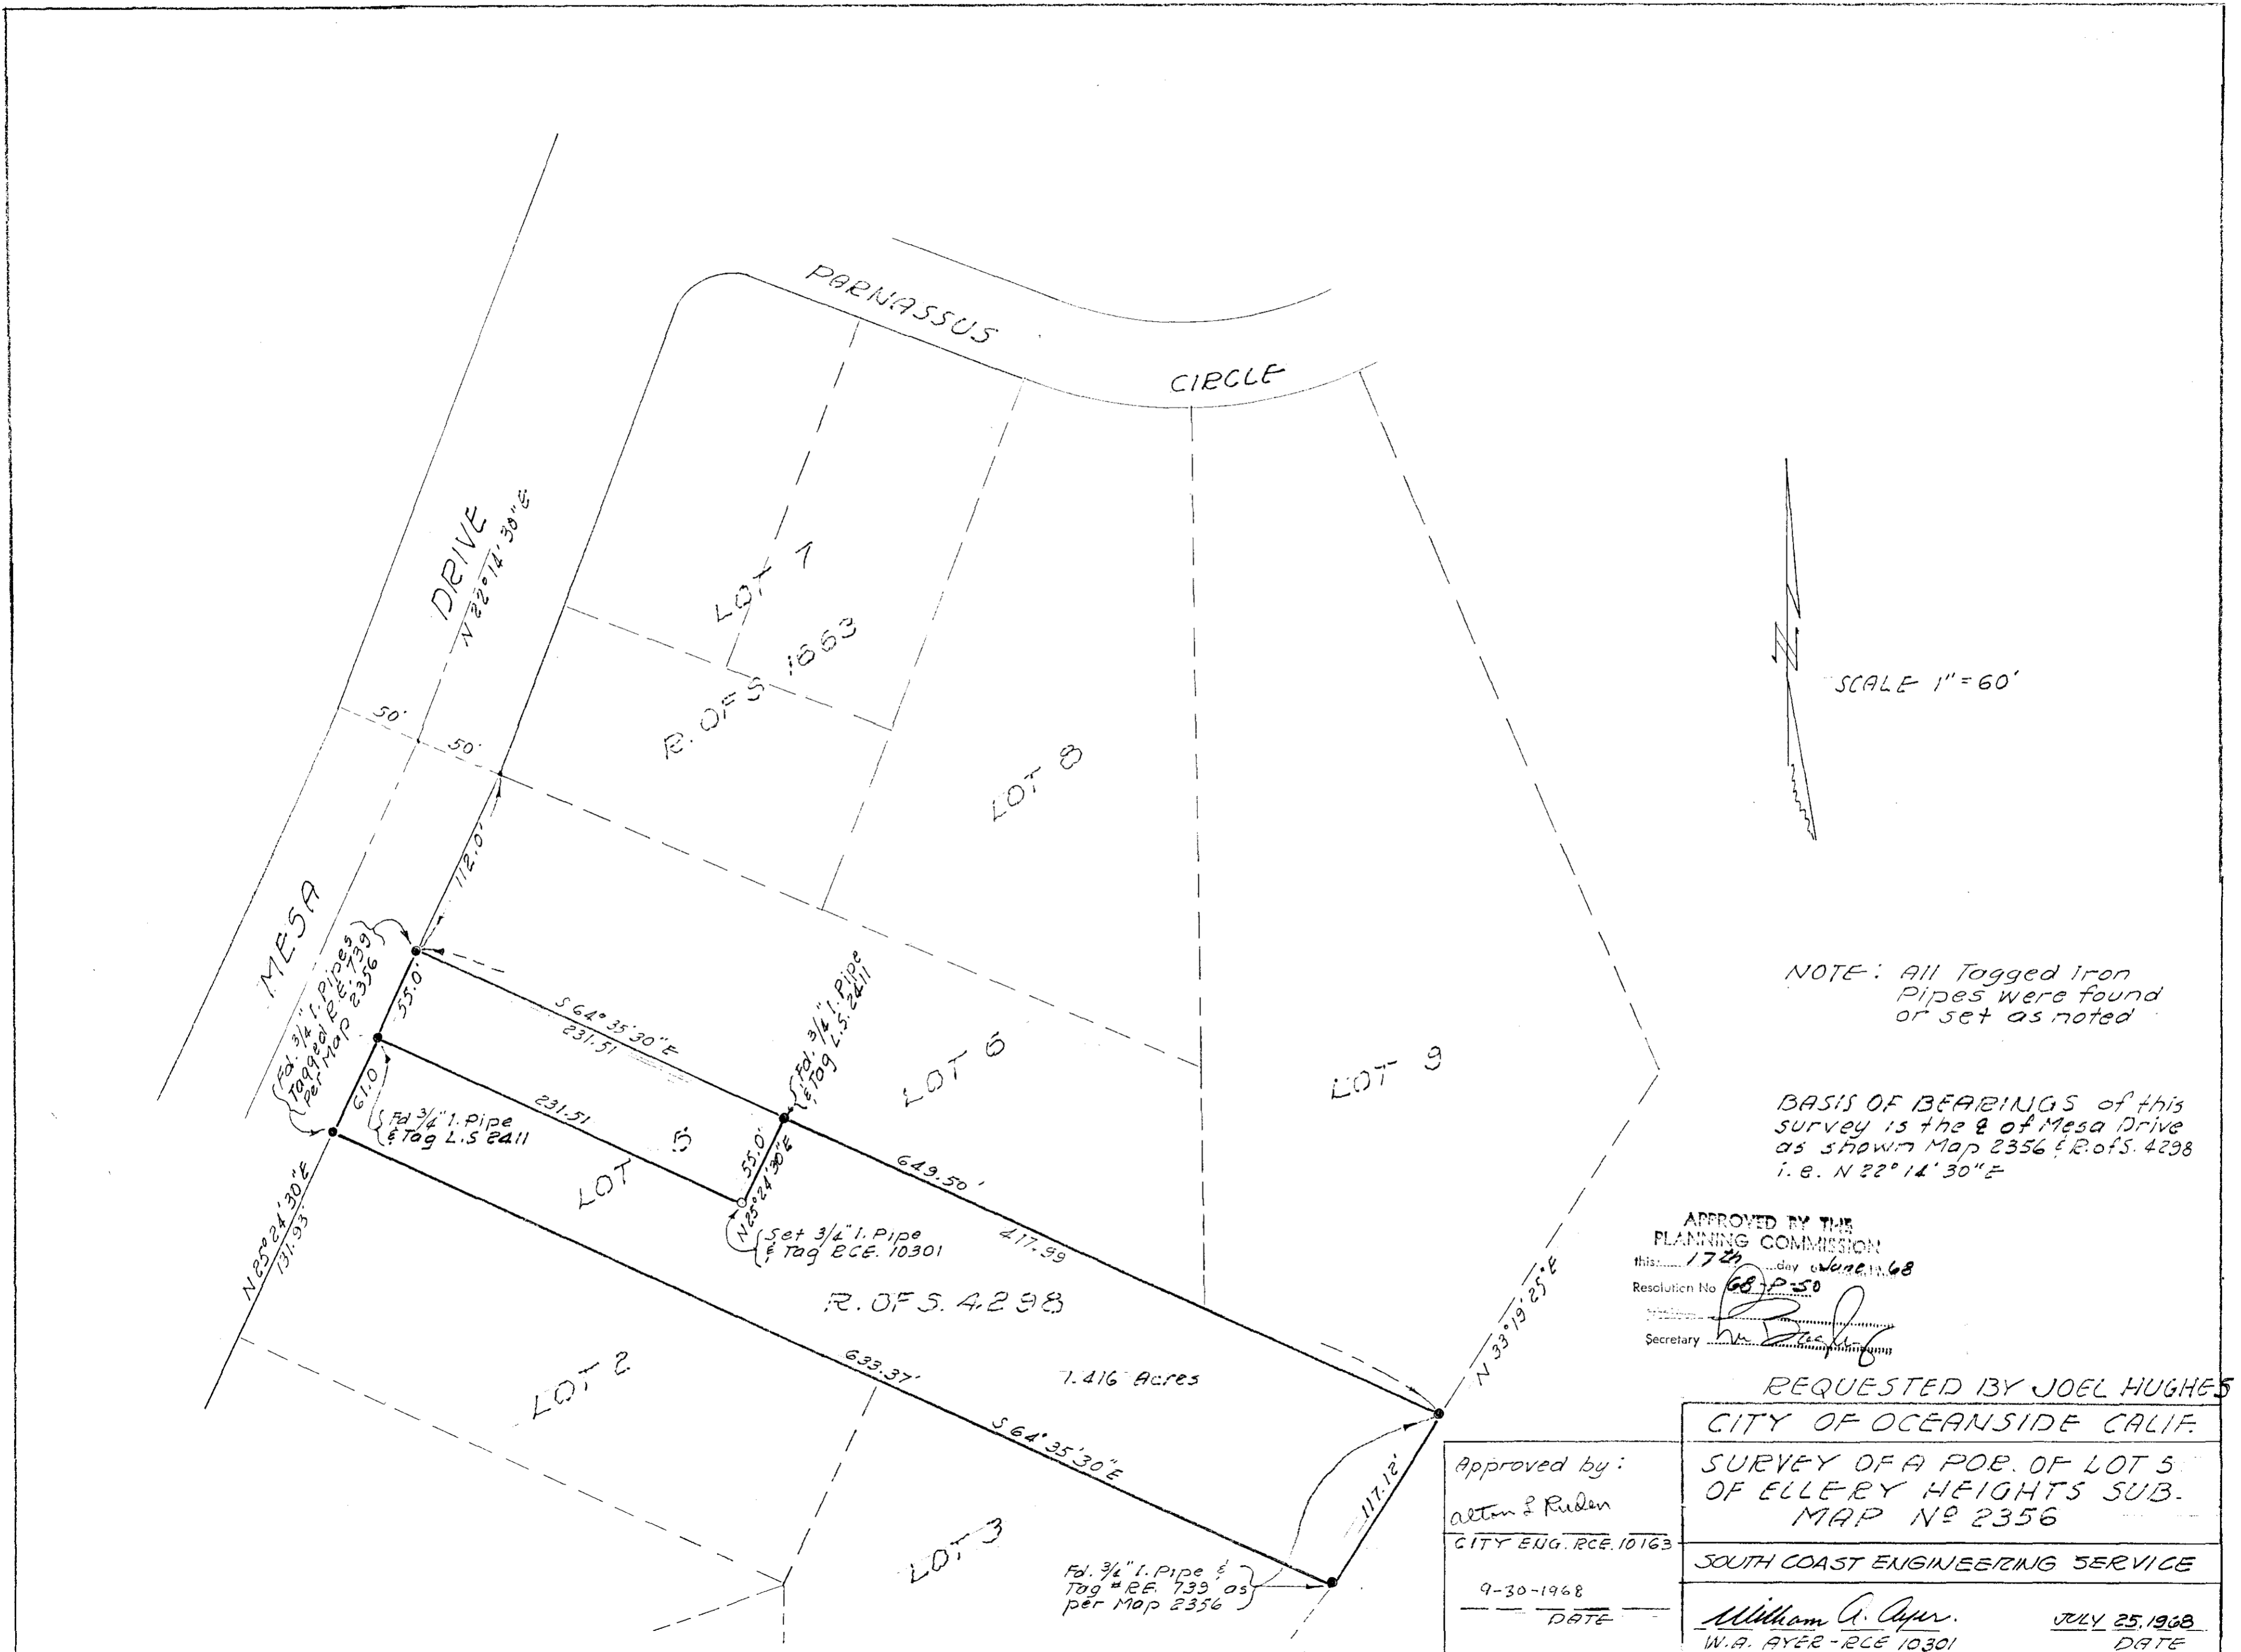 PARNASSUS
CIRCLE
DRIVE
N 22°14'30"E
LOT 7
R. OF S 1863
SCALE 1"=60'
50'
50'
LOT 8
112.0'
MESA
Fd. 3/4" I. Pipes
Tagged R.E. 739
Per Map 2356
55.0'
S 64°35'30"E
231.51
Fd. 3/4" I. Pipe
& Tag L.S. 2411
LOT 6
LOT 9
NOTE: All Tagged Iron
Pipes were found
or set as noted
61.0
231.51
Fd 3/4" I. Pipe
& Tag L.S 2411
LOT 5
55.0'
N25°24'30"E
649.50'
BASIS OF BEARINGS of this
survey is the ℄ of Mesa Drive
as shown Map 2356 & R.of S. 4298
i.e. N 22°14'30"E
N25°24'30"E
131.93'
Set 3/4" I. Pipe
& Tag RCE. 10301
417.99
R. OF S. 4298
N 33°19'25"E
APPROVED BY THE
PLANNING COMMISSION
this 17th day of June 1968
Resolution No 68-P-50
Secretary
LOT 2
633.37'
1.416 Acres
S 64°35'30"E
117.12'
LOT 3
Fd. 3/4" I. Pipe &
Tag # R.E. 739 as
per Map 2356
REQUESTED BY JOEL HUGHES
CITY OF OCEANSIDE CALIF.
SURVEY OF A POR. OF LOT 5
OF ELLERY HEIGHTS SUB.
MAP Nº 2356
SOUTH COAST ENGINEERING SERVICE
Approved by:
Alton L Ruden
CITY ENG. RCE. 10163
9-30-1968
DATE
William A. Ayer.
JULY 25, 1968
W.A. AYER - RCE 10301
DATE